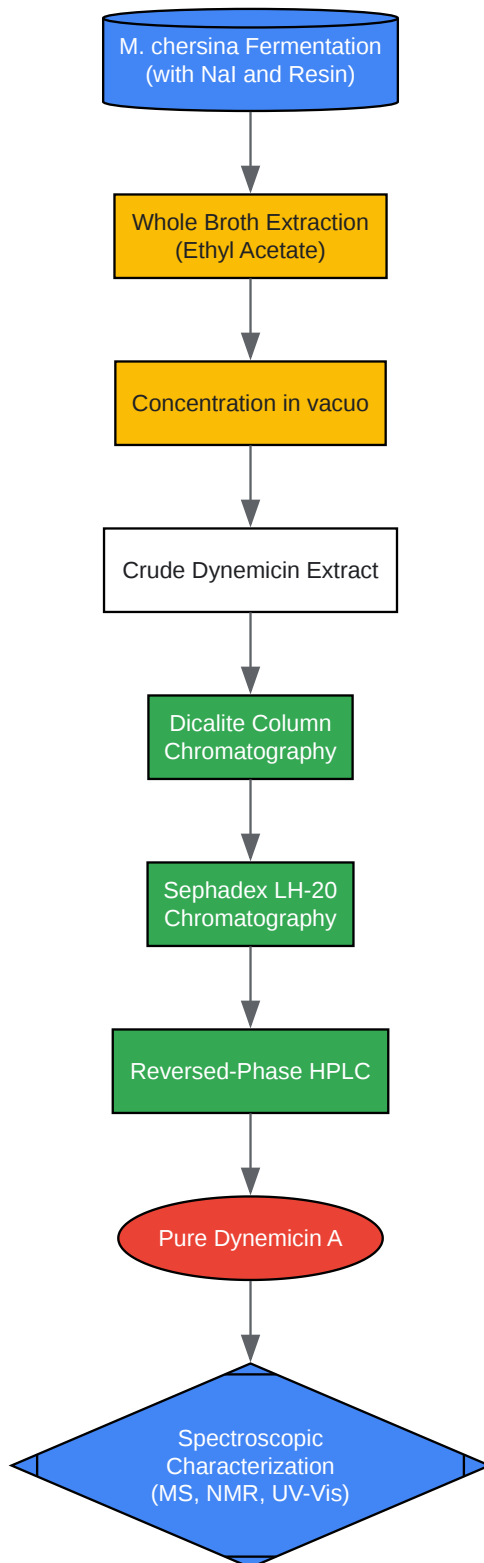 M. chersina Fermentation
(with NaI and Resin)
Whole Broth Extraction
(Ethyl Acetate)
Concentration in vacuo
Crude Dynemicin Extract
Dicalite Column
Chromatography
Sephadex LH-20
Chromatography
Reversed-Phase HPLC
Pure Dynemicin A
Spectroscopic
Characterization
(MS, NMR, UV-Vis)